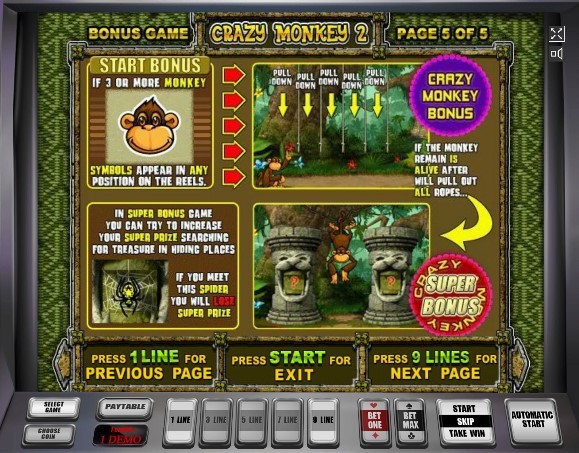 BONUS GAME
CRAZY MONKEY 2
PAGE 5 OF 5
START BONUS
IF 3 OR MORE MONKEY
SYMBOLS APPEAR IN ANY
POSITION ON THE REELS.
PULL DOWN
PULL DOWN
PULL DOWN
PULL DOWN
PULL DOWN
CRAZY
MONKEY
BONUS
IF THE MONKEY
REMAIN IS
ALIVE AFTER
WILL PULL OUT
ALL ROPES...
IN SUPER BONUS GAME
YOU CAN TRY TO INCREASE
YOUR SUPER PRIZE SEARCHING
FOR TREASURE IN HIDING PLACES
IF YOU MEET
THIS SPIDER
YOU WILL LOSE
SUPER PRIZE
CRAZY
SUPER
BONUS
MONKEY
PRESS 1 LINE FOR
PREVIOUS PAGE
PRESS START FOR
EXIT
PRESS 9 LINES FOR
NEXT PAGE
SELECT
GAME
CHOOSE
COIN
PAYTABLE
1 DEMO
1 LINE
3 LINE
5 LINE
7 LINE
9 LINE
BET
ONE
BET
MAX
START
SKIP
TAKE WIN
AUTOMATIC
START